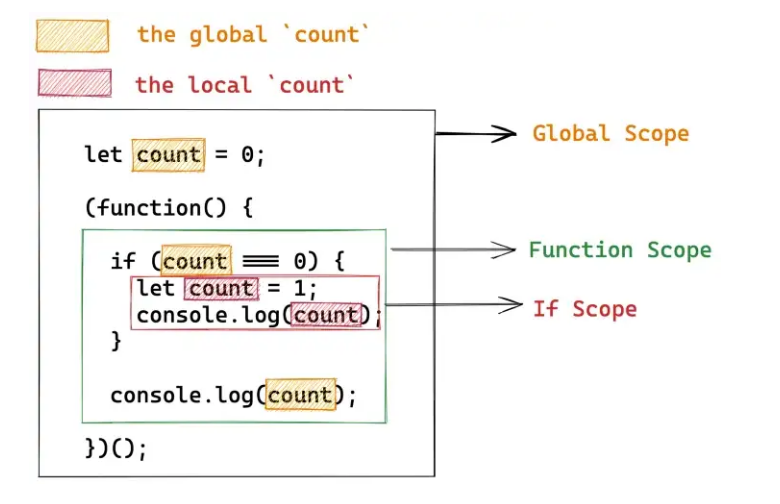 the global `count`
the local `count`
Global Scope
let count = 0;
(function() {
Function Scope
if (count === 0) {
let count = 1;
If Scope
console.log(count);
}
console.log(count);
})();